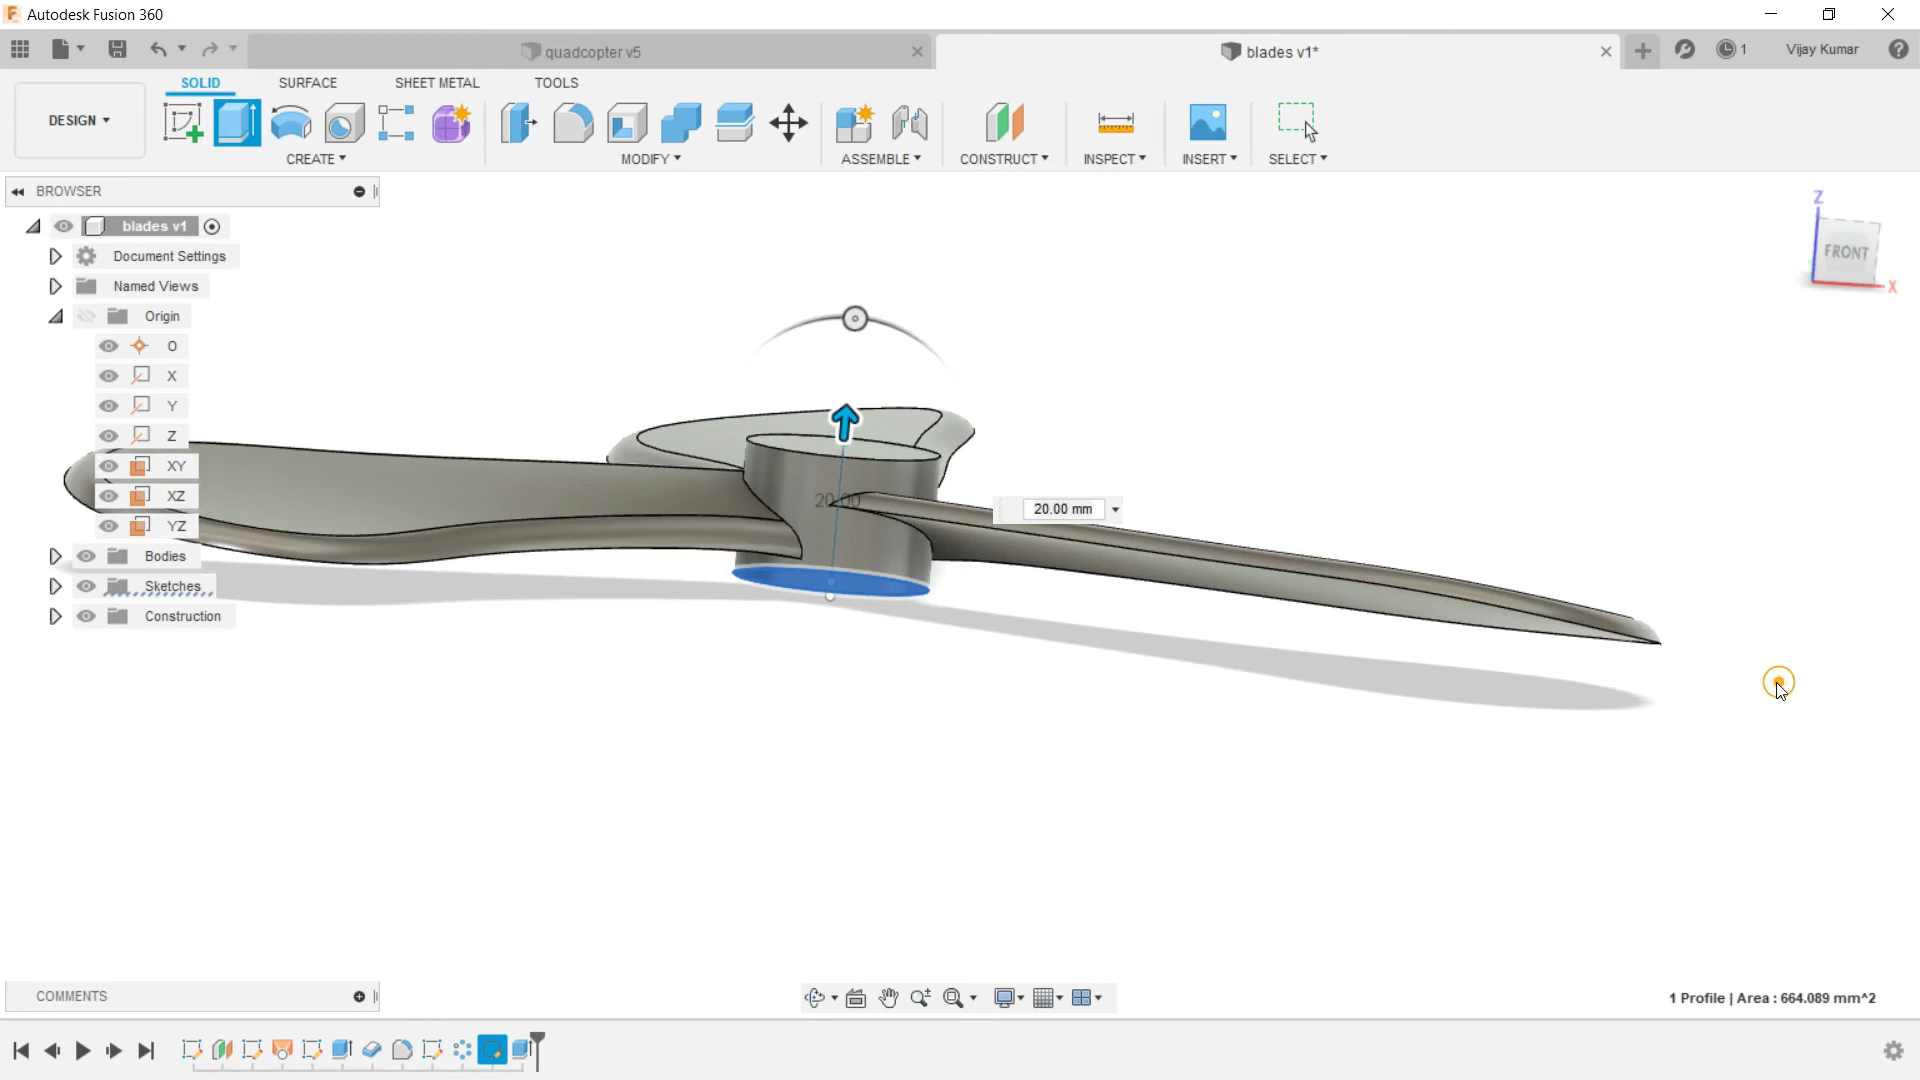 Autodesk Fusion 360
quadcopter v5
blades v1*
1
Vijay Kumar
DESIGN
SOLID
SURFACE
SHEET METAL
TOOLS
CREATE
MODIFY
ASSEMBLE
CONSTRUCT
INSPECT
INSERT
SELECT
BROWSER
blades v1
Document Settings
Named Views
Origin
O
X
Y
Z
XY
XZ
YZ
Bodies
Sketches
Construction
Z
FRONT
X
20.00
20.00 mm
COMMENTS
1 Profile | Area : 664.089 mm^2